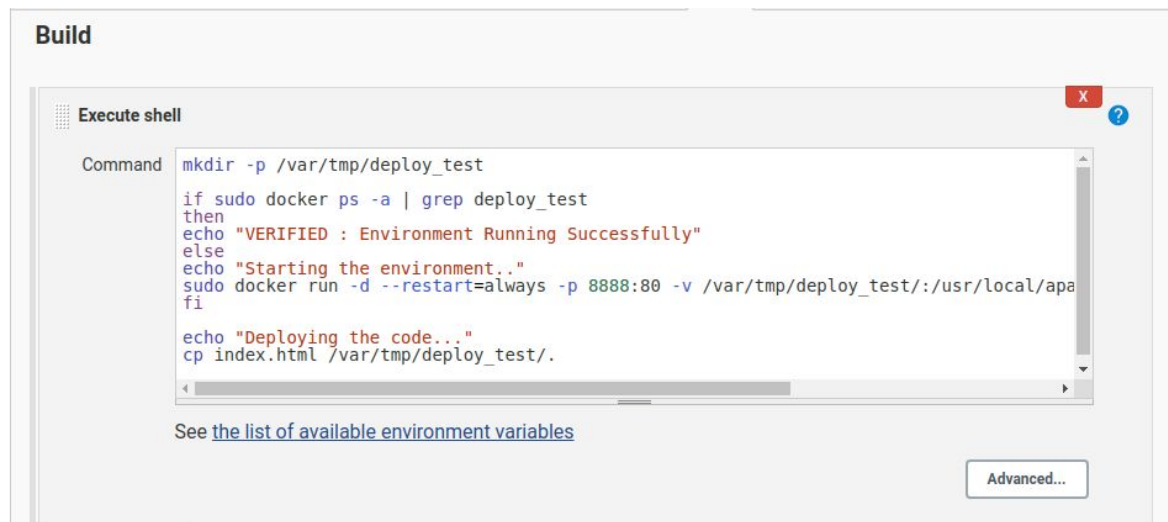 Build
Execute shell
X
?
Command
mkdir -p /var/tmp/deploy_test
if sudo docker ps -a | grep deploy_test
then
echo "VERIFIED : Environment Running Successfully"
else
echo "Starting the environment.."
sudo docker run -d --restart=always -p 8888:80 -v /var/tmp/deploy_test/:/usr/local/apa
fi
echo "Deploying the code..."
cp index.html /var/tmp/deploy_test/.
See the list of available environment variables
Advanced...